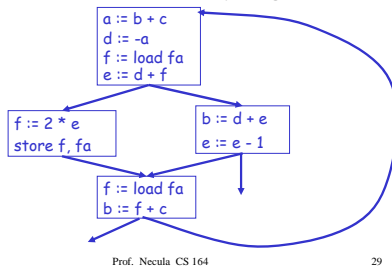 a := b + c
d := -a
f := load fa
e := d + f
f := 2 * e
store f, fa
b := d + e
e := e - 1
f := load fa
b := f + c
Prof. Necula CS 164 29